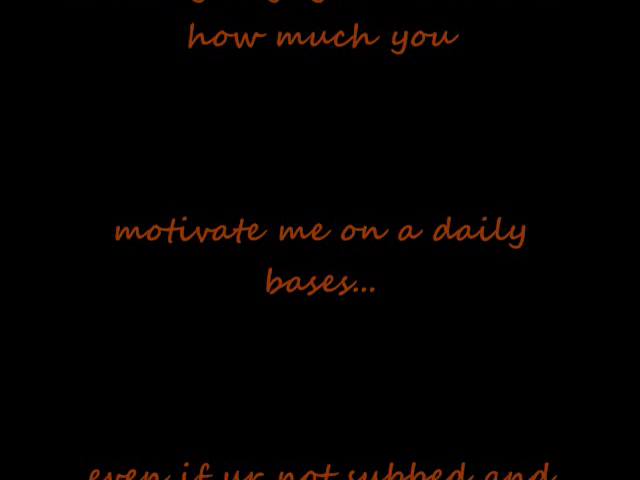 how much you
motivate me on a daily
bases...
even if ur not subbed and